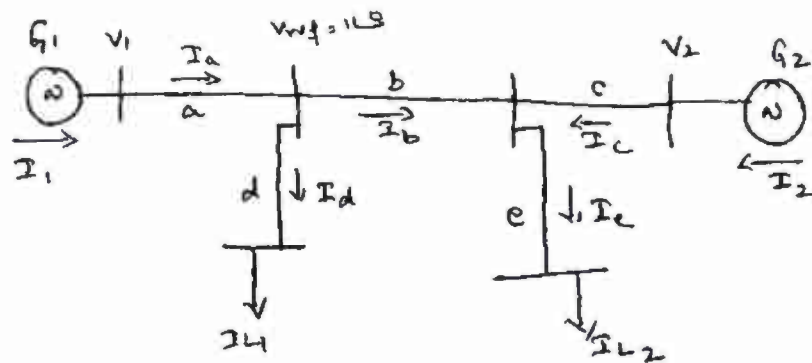 G1 V1 Vref = 1∠0 V2 G2
Ia b c
~ a Ib Ic ~
I1 I2
d Id e Ie
IL1 IL2